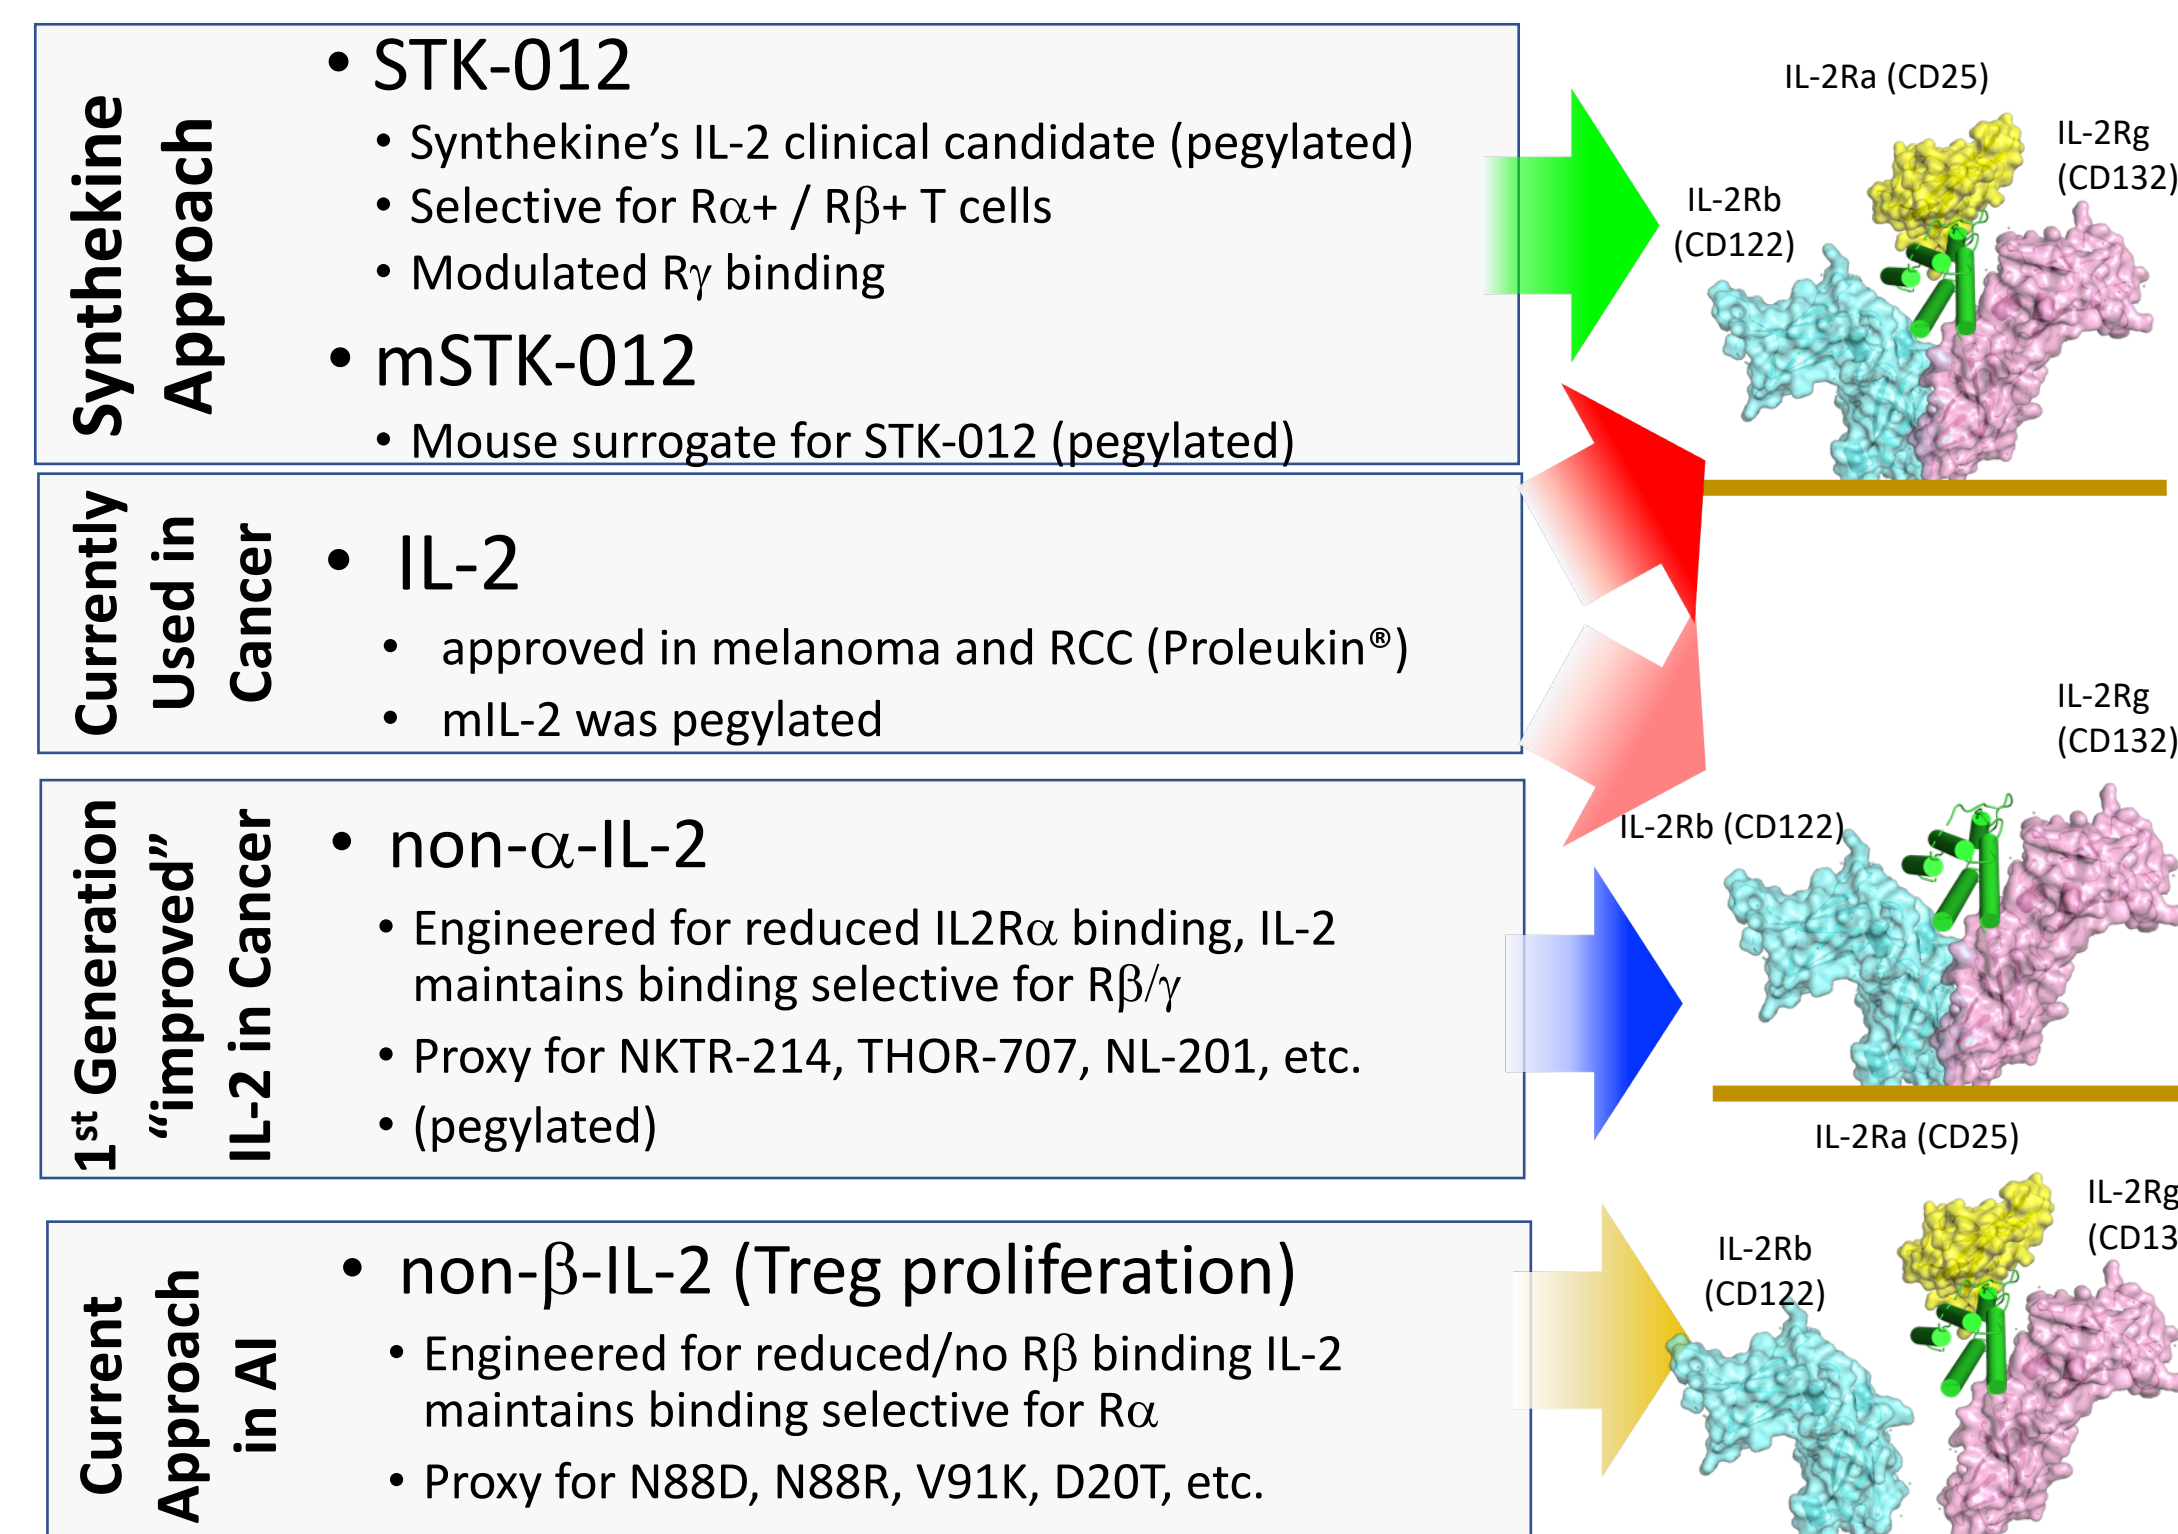 Synthekine
Approach
• STK-012
• Synthekine’s IL-2 clinical candidate (pegylated)
• Selective for Rα+ / Rβ+ T cells
• Modulated Rγ binding
• mSTK-012
• Mouse surrogate for STK-012 (pegylated)
IL-2Ra (CD25)
IL-2Rg
(CD132)
IL-2Rb
(CD122)
Currently
Used in
Cancer
• IL-2
• approved in melanoma and RCC (Proleukin®)
• mIL-2 was pegylated
IL-2Rg
(CD132)
IL-2Rb (CD122)
1st Generation
“improved”
IL-2 in Cancer
• non-α-IL-2
• Engineered for reduced IL2Rα binding, IL-2
maintains binding selective for Rβ/γ
• Proxy for NKTR-214, THOR-707, NL-201, etc.
• (pegylated)
IL-2Ra (CD25)
IL-2Rg
(CD13
IL-2Rb
(CD122)
Current
Approach
in AI
• non-β-IL-2 (Treg proliferation)
• Engineered for reduced/no Rβ binding IL-2
maintains binding selective for Rα
• Proxy for N88D, N88R, V91K, D20T, etc.